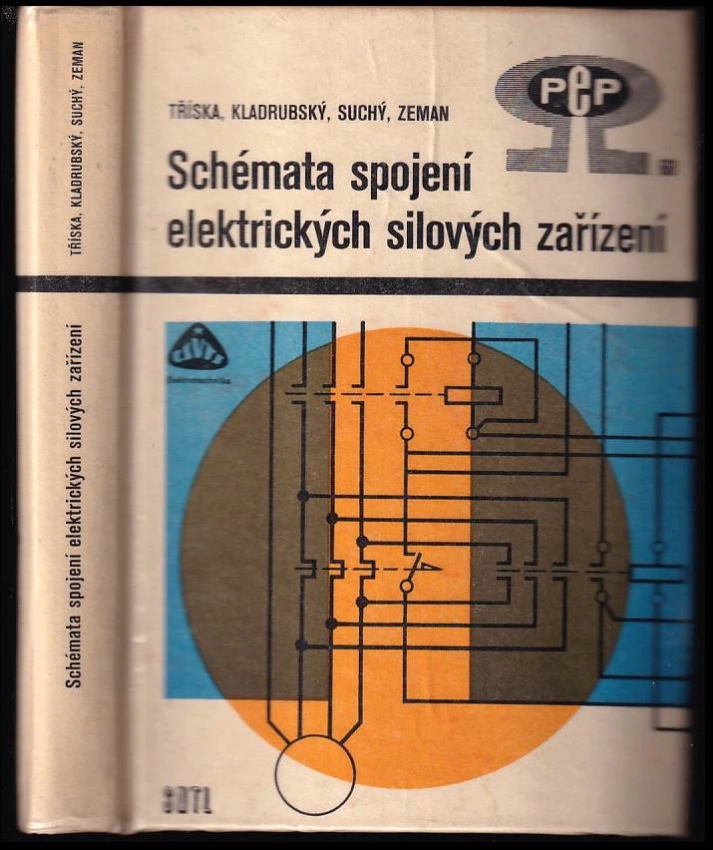 TŘÍSKA, KLADRUBSKÝ, SUCHÝ, ZEMAN
Schémata spojení elektrických silových zařízení
PeP
TŘÍSKA, KLADRUBSKÝ, SUCHÝ, ZEMAN
Schémata spojení
elektrických silových zařízení
Elektrotechnika
SNTL